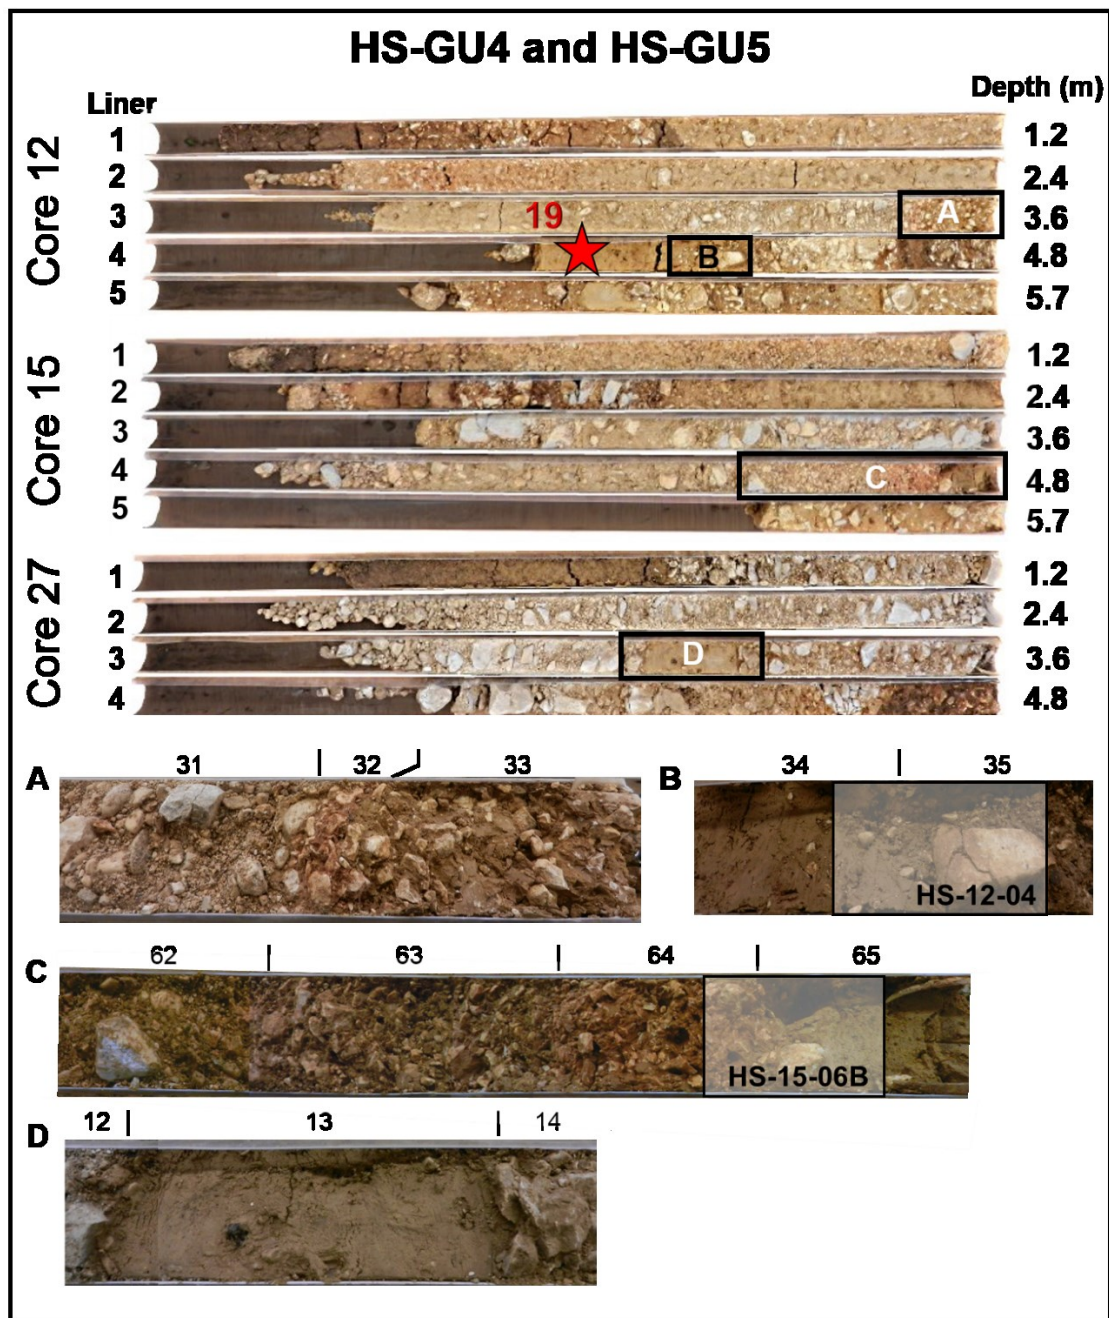 HS-GU4 and HS-GU5
Liner
Depth (m)
Core 12
1
1.2
2
2.4
3
19
A
3.6
4
B
4.8
5
5.7
Core 15
1
1.2
2
2.4
3
3.6
4
C
4.8
5
5.7
Core 27
1
1.2
2
2.4
3
D
3.6
4
4.8
A
31 | 32 | 33
B
34 | 35
HS-12-04
C
62 | 63 | 64 | 65
HS-15-06B
D
12 | 13 | 14